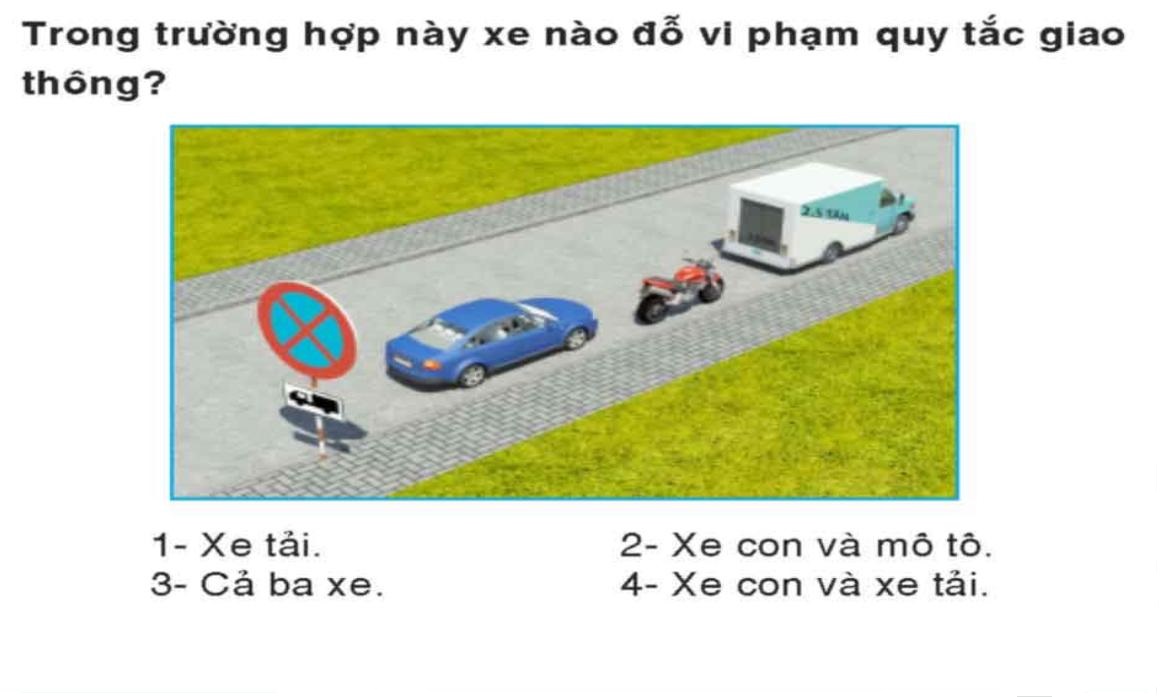 Trong trường hợp này xe nào đỗ vi phạm quy tắc giao
thông?
2.5 TẤN
1- Xe tải.
2- Xe con và mô tô.
3- Cả ba xe.
4- Xe con và xe tải.